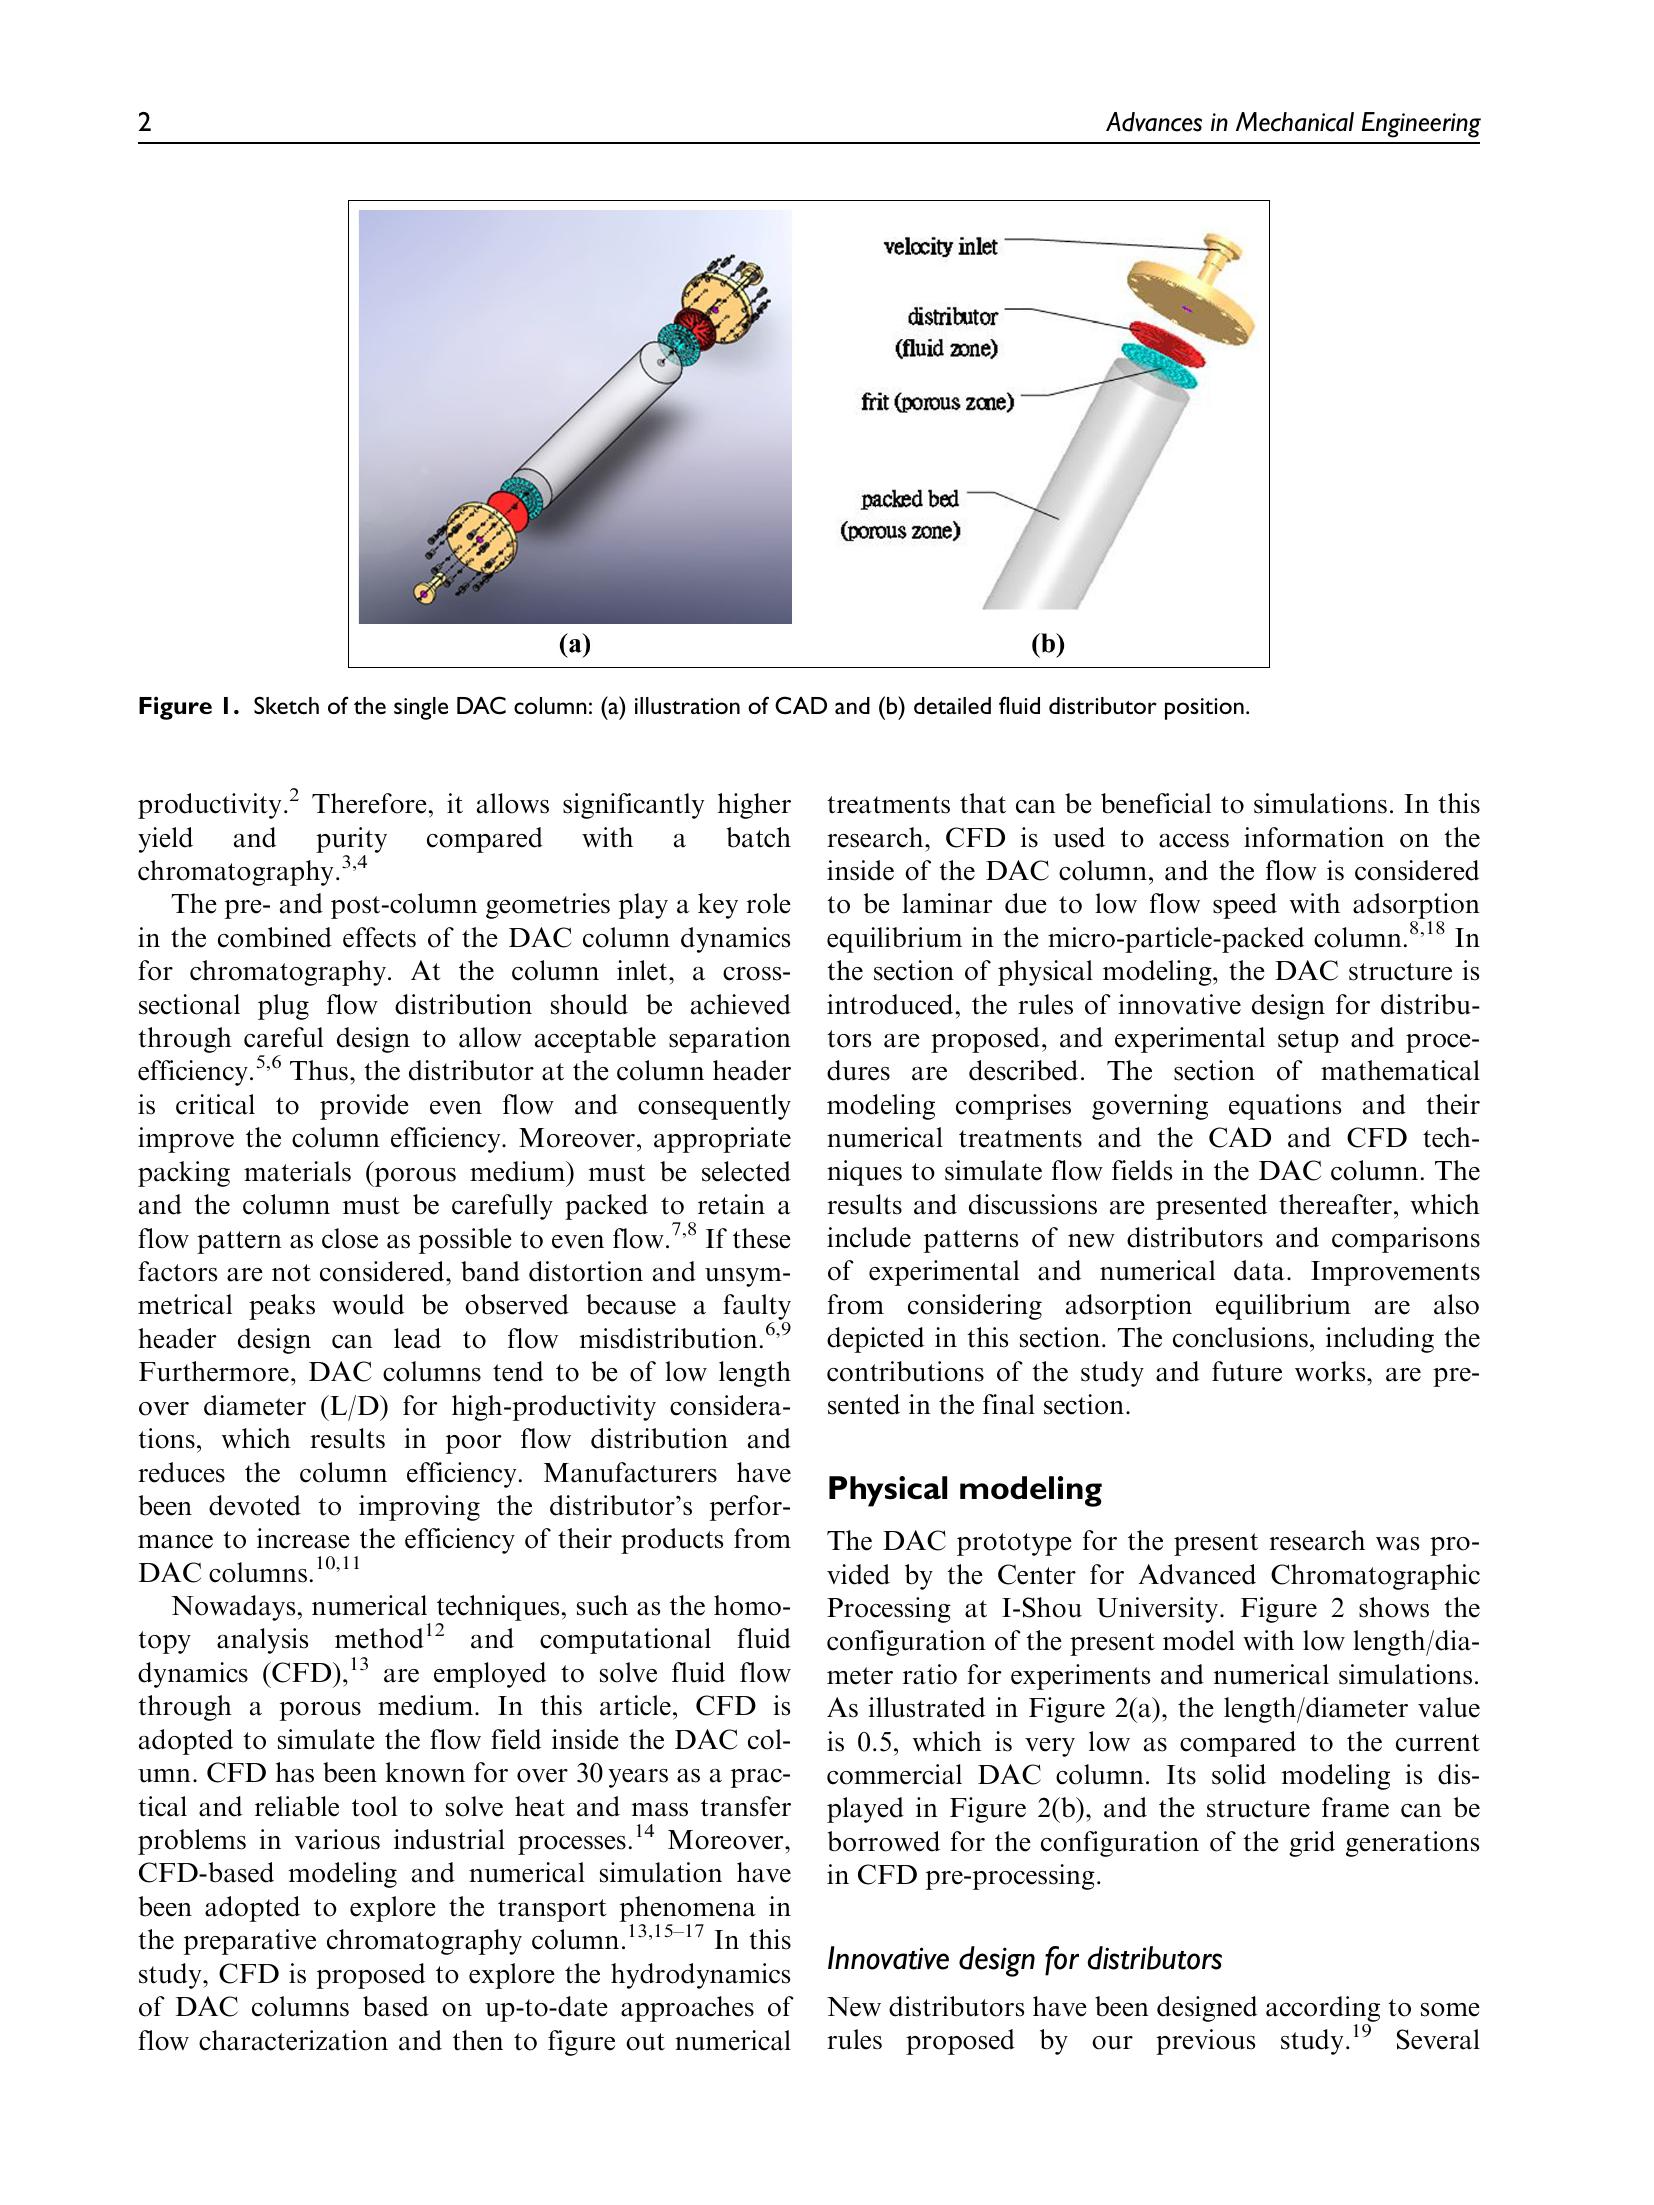 2
Advances in Mechanical Engineering
velocity inlet
distributor
(fluid zone)
frit (porous zone)
packed bed
(porous zone)
(a)
(b)
Figure 1. Sketch of the single DAC column: (a) illustration of CAD and (b) detailed fluid distributor position.
productivity.2 Therefore, it allows significantly higher
yield and purity compared with a batch
chromatography.3,4
The pre- and post-column geometries play a key role
in the combined effects of the DAC column dynamics
for chromatography. At the column inlet, a cross-
sectional plug flow distribution should be achieved
through careful design to allow acceptable separation
efficiency.5,6 Thus, the distributor at the column header
is critical to provide even flow and consequently
improve the column efficiency. Moreover, appropriate
packing materials (porous medium) must be selected
and the column must be carefully packed to retain a
flow pattern as close as possible to even flow.7,8 If these
factors are not considered, band distortion and unsym-
metrical peaks would be observed because a faulty
header design can lead to flow misdistribution.6,9
Furthermore, DAC columns tend to be of low length
over diameter (L/D) for high-productivity considera-
tions, which results in poor flow distribution and
reduces the column efficiency. Manufacturers have
been devoted to improving the distributor's perfor-
mance to increase the efficiency of their products from
DAC columns.10,11
Nowadays, numerical techniques, such as the homo-
topy analysis method12 and computational fluid
dynamics (CFD),13 are employed to solve fluid flow
through a porous medium. In this article, CFD is
adopted to simulate the flow field inside the DAC col-
umn. CFD has been known for over 30 years as a prac-
tical and reliable tool to solve heat and mass transfer
problems in various industrial processes.14 Moreover,
CFD-based modeling and numerical simulation have
been adopted to explore the transport phenomena in
the preparative chromatography column.13,15–17 In this
study, CFD is proposed to explore the hydrodynamics
of DAC columns based on up-to-date approaches of
flow characterization and then to figure out numerical
treatments that can be beneficial to simulations. In this
research, CFD is used to access information on the
inside of the DAC column, and the flow is considered
to be laminar due to low flow speed with adsorption
equilibrium in the micro-particle-packed column.8,18 In
the section of physical modeling, the DAC structure is
introduced, the rules of innovative design for distribu-
tors are proposed, and experimental setup and proce-
dures are described. The section of mathematical
modeling comprises governing equations and their
numerical treatments and the CAD and CFD tech-
niques to simulate flow fields in the DAC column. The
results and discussions are presented thereafter, which
include patterns of new distributors and comparisons
of experimental and numerical data. Improvements
from considering adsorption equilibrium are also
depicted in this section. The conclusions, including the
contributions of the study and future works, are pre-
sented in the final section.
Physical modeling
The DAC prototype for the present research was pro-
vided by the Center for Advanced Chromatographic
Processing at I-Shou University. Figure 2 shows the
configuration of the present model with low length/dia-
meter ratio for experiments and numerical simulations.
As illustrated in Figure 2(a), the length/diameter value
is 0.5, which is very low as compared to the current
commercial DAC column. Its solid modeling is dis-
played in Figure 2(b), and the structure frame can be
borrowed for the configuration of the grid generations
in CFD pre-processing.
Innovative design for distributors
New distributors have been designed according to some
rules proposed by our previous study.19 Several